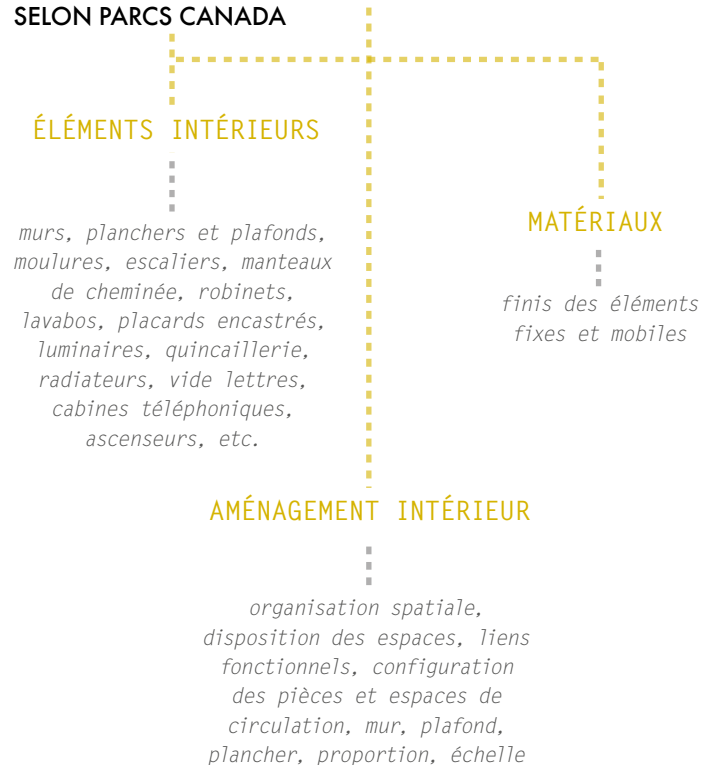 SELON PARCS CANADA
ÉLÉMENTS INTÉRIEURS
murs, planchers et plafonds,
moulures, escaliers, manteaux
de cheminée, robinets,
lavabos, placards encastrés,
luminaires, quincaillerie,
radiateurs, vide lettres,
cabines téléphoniques,
ascenseurs, etc.
MATÉRIAUX
finis des éléments
fixes et mobiles
AMÉNAGEMENT INTÉRIEUR
organisation spatiale,
disposition des espaces, liens
fonctionnels, configuration
des pièces et espaces de
circulation, mur, plafond,
plancher, proportion, échelle